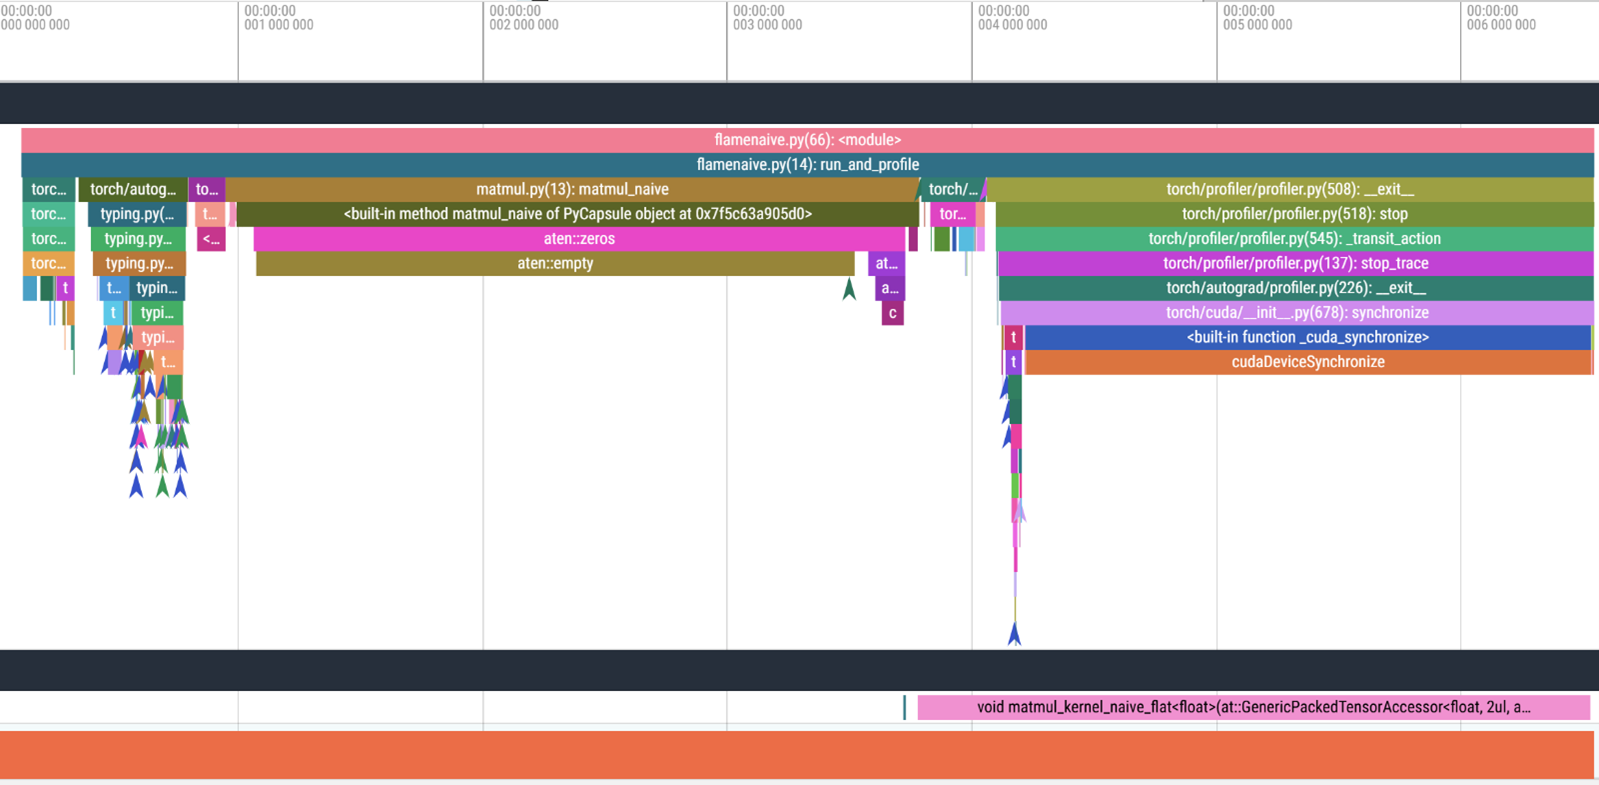 00:00:00 00:00:00 00:00:00 00:00:00 00:00:00 00:00:00 00:00:00
000 000 000 001 000 000 002 000 000 003 000 000 004 000 000 005 000 000 006 000 000
flamenaive.py(66): <module>
flamenaive.py(14): run_and_profile
torc... torch/autog... to... matmul.py(13): matmul_naive torch/... torch/profiler/profiler.py(508): __exit__
torc... typing.py(... t... <built-in method matmul_naive of PyCapsule object at 0x7f5c63a905d0> tor... torch/profiler/profiler.py(518): stop
torc... typing.py... <... aten::zeros torch/profiler/profiler.py(545): _transit_action
torc... typing.py... aten::empty at... torch/profiler/profiler.py(137): stop_trace
t t... typin... a... torch/autograd/profiler.py(226): __exit__
t typi... c torch/cuda/__init__.py(678): synchronize
typi... t <built-in function _cuda_synchronize>
t... t cudaDeviceSynchronize
void matmul_kernel_naive_flat<float>(at::GenericPackedTensorAccessor<float, 2ul, a...